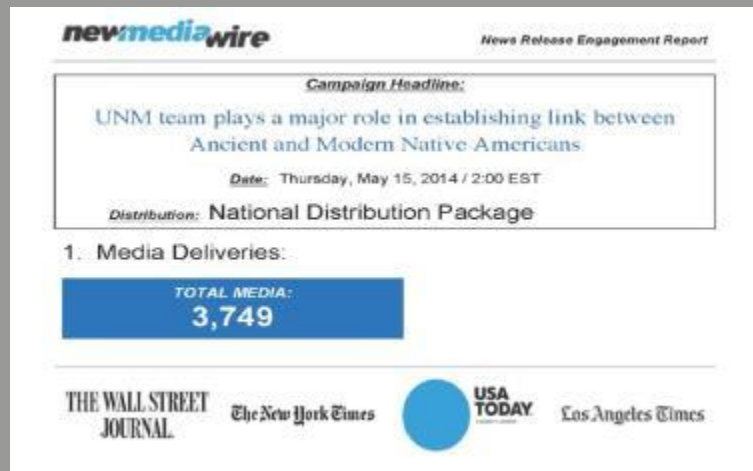 newmediawire
News Release Engagement Report
Campaign Headline:
UNM team plays a major role in establishing link between
Ancient and Modern Native Americans
Date: Thursday, May 15, 2014 / 2:00 EST
Distribution: National Distribution Package
1. Media Deliveries:
TOTAL MEDIA:
3,749
THE WALL STREET
JOURNAL.
The New York Times
USA
TODAY
Los Angeles Times